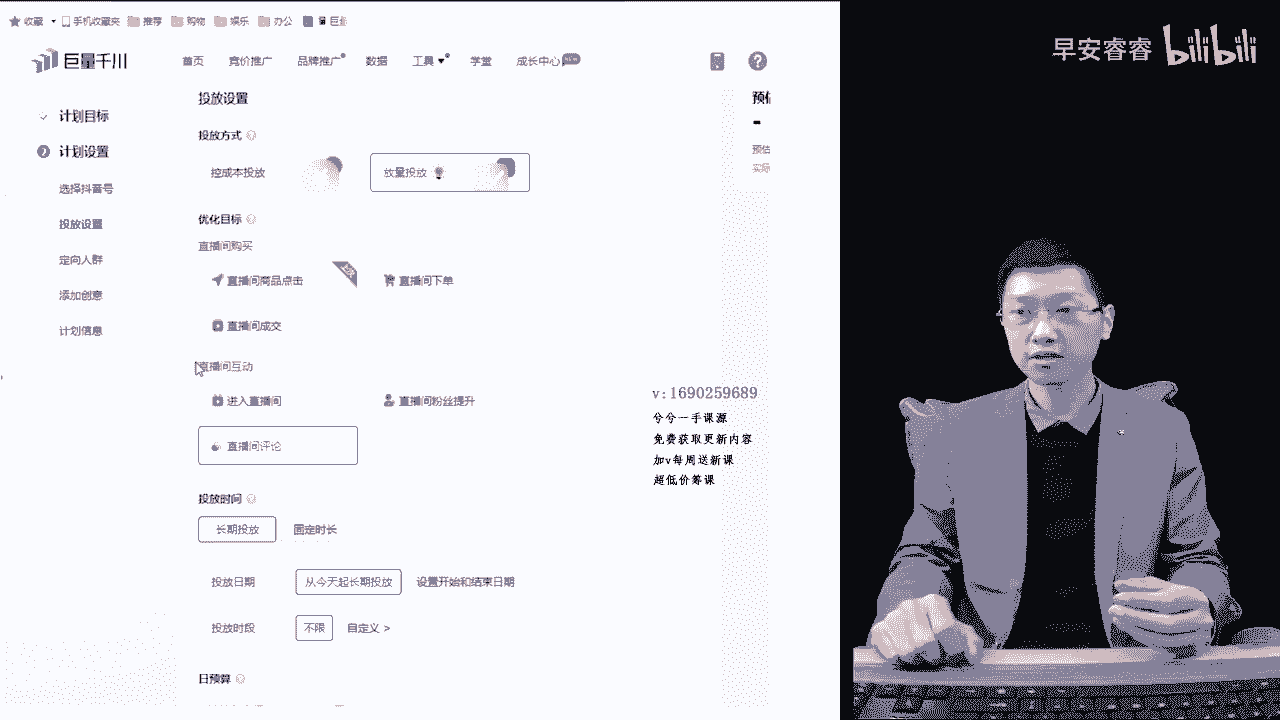 收藏 手机收藏夹 推荐 购物 娱乐 办公
巨量千川 首页 竞价推广 品牌推广 数据 工具 学堂 成长中心 NEW
早安睿睿 bilibili
投放设置
预估
计划目标
投放方式
预估
计划设置
控成本投放 放量投放
实际
选择抖音号
投放设置
优化目标
直播间购买
定向人群
直播间商品点击 直播间下单
添加创意
直播间成交
计划信息
直播间互动
进入直播间 直播间粉丝提升
v:1690259689
兮兮一手课源
免费获取更新内容
直播间评论
加v每周送新课
超低价筹课
投放时间
长期投放 固定时长
投放日期 从今天起长期投放 设置开始和结束日期
投放时段 不限 自定义 >
日预算